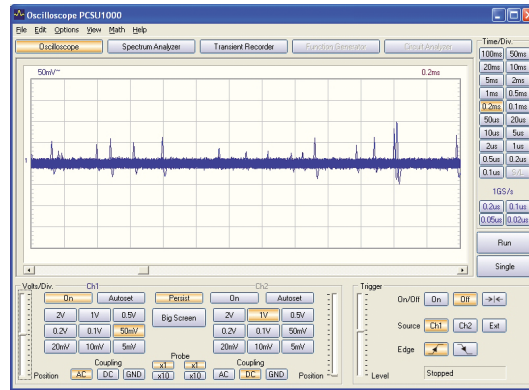 Oscilloscope PCSU1000
File Edit Options View Math Help
Oscilloscope Spectrum Analyzer Transient Recorder Function Generator Circuit Analyzer
Time/Div.
50mV~ 0.2ms
100ms 50ms
20ms 10ms
5ms 2ms
1ms 0.5ms
0.2ms 0.1ms
50us 20us
10us 5us
2us 1us
0.5us 0.2us
0.1us
1
1GS/s
0.2us 0.1us
0.05us 0.02us
Run
Single
Volts/Div. Ch1 Ch2
On Autoset Persist On Autoset
2V 1V 0.5V Big Screen 2V 1V 0.5V
0.2V 0.1V 50mV 0.2V 0.1V 50mV
20mV 10mV 5mV 20mV 10mV 5mV
Coupling Probe Coupling
x1 x1
Position AC DC GND x10 x10 AC DC GND Position
Trigger
On/Off On Off
Source Ch1 Ch2 Ext
Edge
Level Stopped